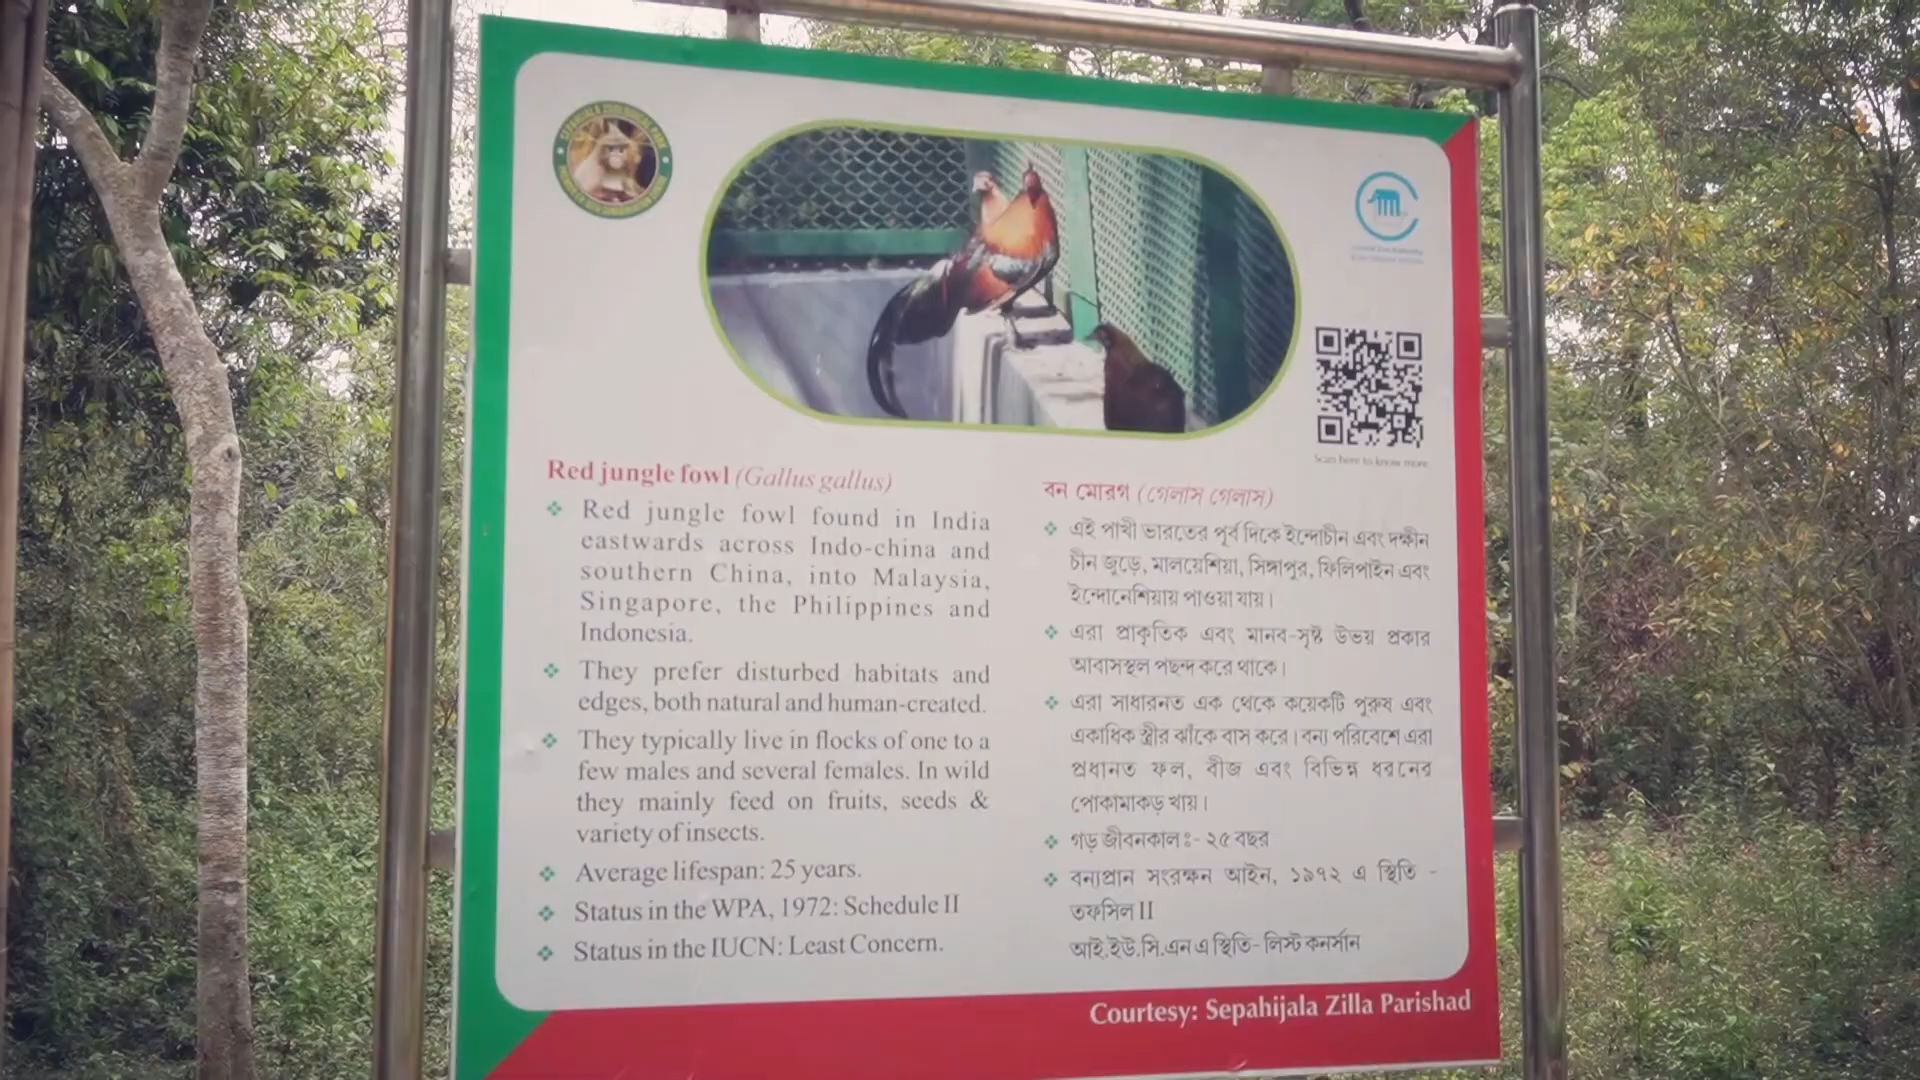 Scan here to know more
Red jungle fowl (Gallus gallus)
Red jungle fowl found in India
eastwards across Indo-china and
southern China, into Malaysia,
Singapore, the Philippines and
Indonesia.
They prefer disturbed habitats and
edges, both natural and human-created.
They typically live in flocks of one to a
few males and several females. In wild
they mainly feed on fruits, seeds &
variety of insects.
Average lifespan: 25 years.
Status in the WPA, 1972: Schedule II
Status in the IUCN: Least Concern.
বন মোরগ (গেলাস গেলাস)
এই পাখী ভারতের পূর্ব দিকে ইন্দোচীন এবং দক্ষীন
চীন জুড়ে, মালয়েশিয়া, সিঙ্গাপুর, ফিলিপাইন এবং
ইন্দোনেশিয়ায় পাওয়া যায়।
এরা প্রাকৃতিক এবং মানব-সৃষ্ট উভয় প্রকার
আবাসস্থল পছন্দ করে থাকে।
এরা সাধারনত এক থেকে কয়েকটি পুরুষ এবং
একাধিক স্ত্রীর ঝাঁকে বাস করে। বন্য পরিবেশে এরা
প্রধানত ফল, বীজ এবং বিভিন্ন ধরনের
পোকামাকড় খায়।
গড় জীবনকাল ঃ- ২৫ বছর
বন্যপ্রান সংরক্ষন আইন, ১৯৭২ এ স্থিতি -
তফসিল II
আই.ইউ.সি.এন এ স্থিতি- লিস্ট কনর্সান
Courtesy: Sepahijala Zilla Parishad